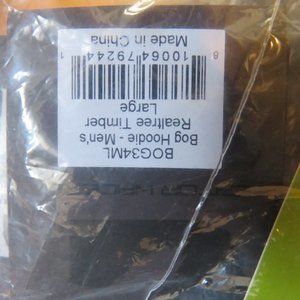 BOG34ML
Bog Hoodie - Men's
Realtree Timber
Large
8 10064 79244 1
Made in China